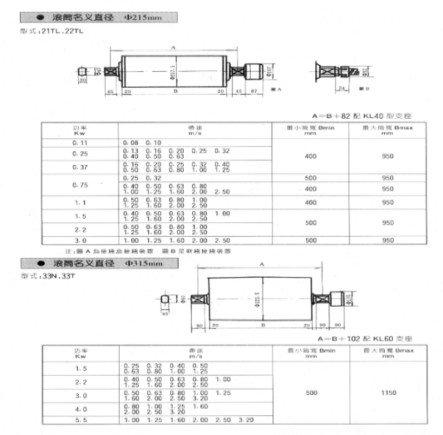 滚筒名义直径 Φ215mm
型式:21TL.22TL
A
B
图A
图B
A=B+82 配 KL40 型支座
功率 Kw 带速 m/s 最小筒宽 Bmin mm 最大筒宽 Bmax mm
0.11 0.08 0.10
0.25 0.13 0.16 0.20 0.25 0.32
0.40 0.50 0.63
400 950
0.37 0.16 0.20 0.25 0.32 0.40
0.50 0.63 0.80 1.00 1.25
0.75 0.25 0.32 500 950
0.40 0.50 0.63 0.80
1.00 1.25 1.60 2.00 2.50
400 950
1.1 0.50 0.63 0.80 1.00
1.25 1.60 2.00 2.50
400 950
1.5 0.40 0.50 0.63 0.80 1.00
1.25 1.60 2.00 2.50
500 950
2.2 0.50 0.63 0.80 1.00
1.25 1.60 2.00 2.50
3.0 1.00 1.25 1.60 2.00 2.50 500 950
滚筒名义直径 Φ315mm
型式:33N.33T
A
B
A=B+102 配 KL60 支座
功率 Kw 带速 m/s 最小筒宽 Bmin mm 最大筒宽 Bmax mm
1.5 0.25 0.32 0.40 0.50
0.63 0.80 1.00 1.25
2.2 0.40 0.50 0.63 0.80 1.00
1.25 1.60 2.00 2.50
3.0 0.50 0.63 0.80 1.00 1.25
1.60 2.00 2.50 3.20
500 1150
4.0 0.80 1.00 1.25 1.60
2.00 2.50 3.20
5.5 1.00 1.25 1.60 2.00 2.50 3.20